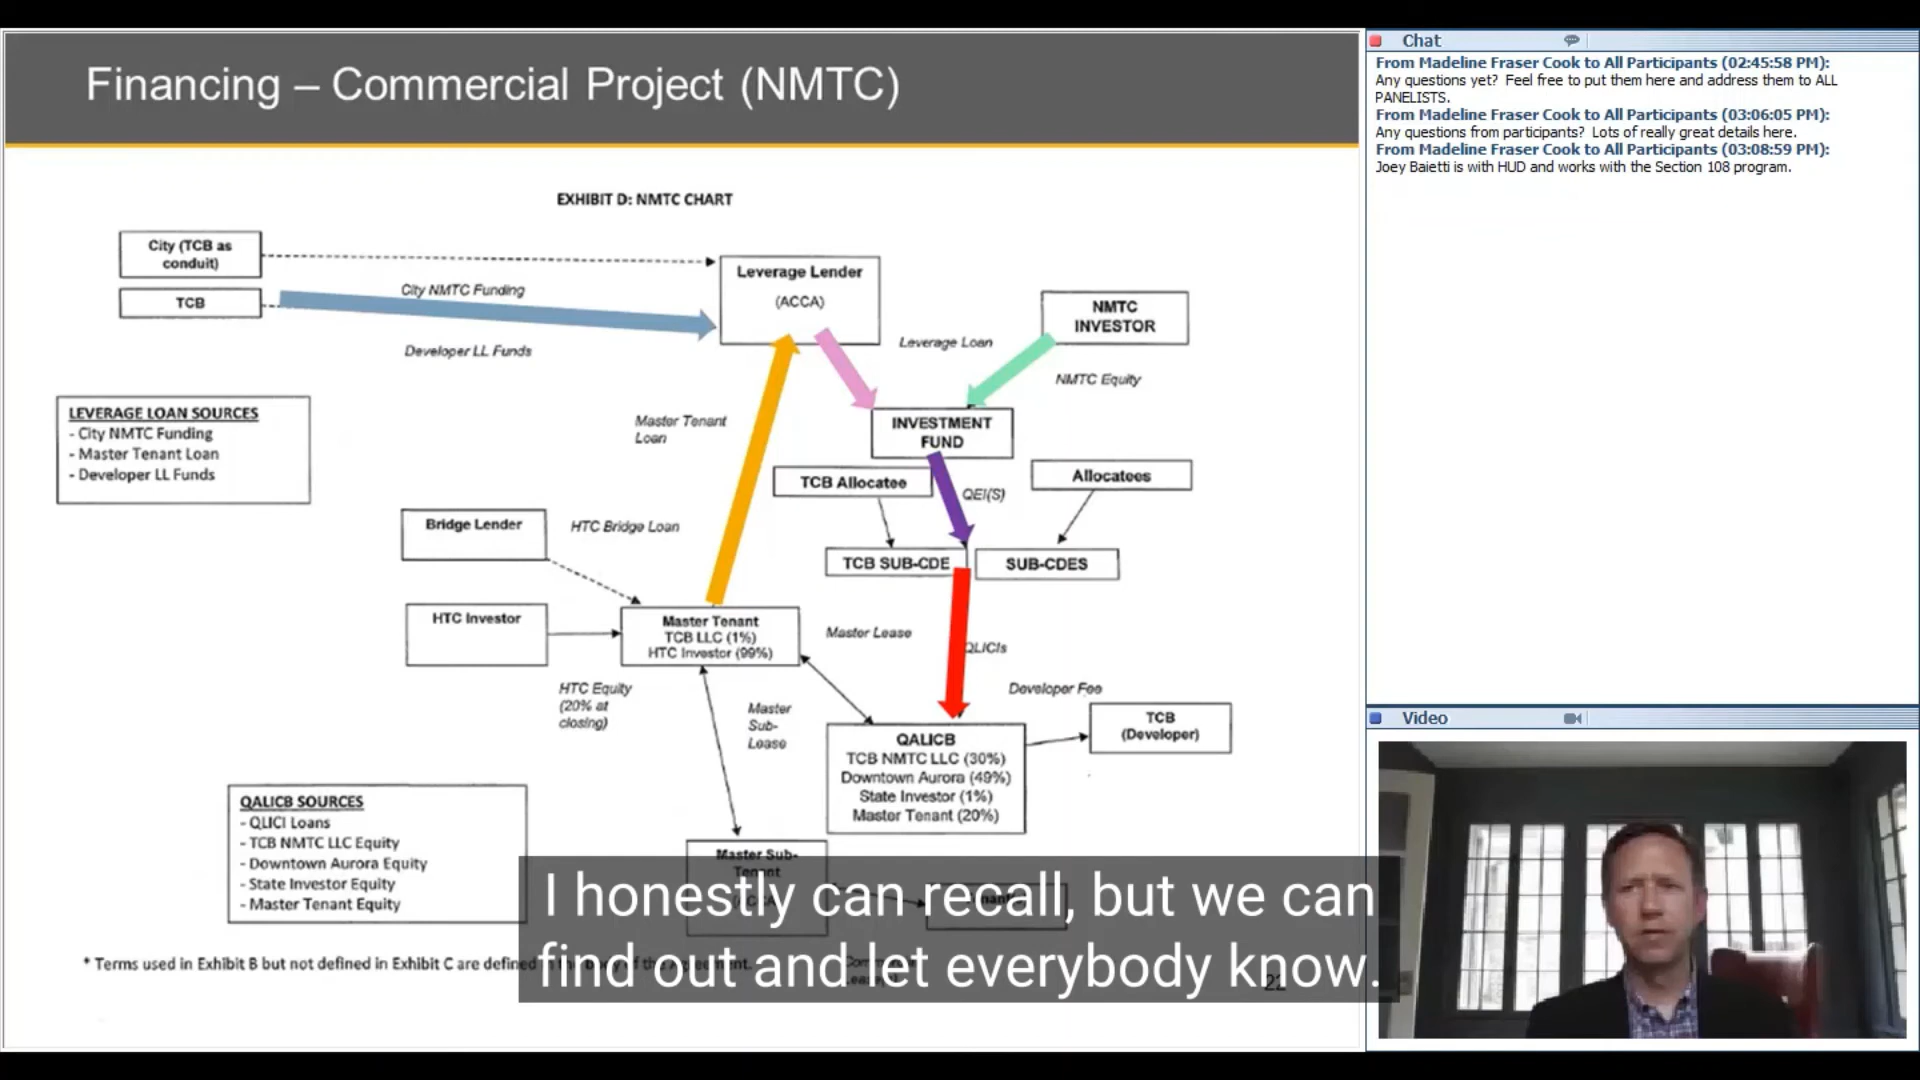 Financing – Commercial Project (NMTC)
EXHIBIT D: NMTC CHART
City (TCB as
conduit)
TCB
City NMTC Funding
Developer LL Funds
Leverage Lender
(ACCA)
NMTC
INVESTOR
Leverage Loan
NMTC Equity
LEVERAGE LOAN SOURCES
- City NMTC Funding
- Master Tenant Loan
- Developer LL Funds
Master Tenant
Loan
INVESTMENT
FUND
TCB Allocatee
QEI(S)
Allocatees
Bridge Lender
HTC Bridge Loan
TCB SUB-CDE
SUB-CDES
HTC Investor
Master Tenant
TCB LLC (1%)
HTC Investor (99%)
Master Lease
QLICIs
HTC Equity
(20% at
closing)
Master
Sub-
Lease
Developer Fee
TCB
(Developer)
QALICB
TCB NMTC LLC (30%)
Downtown Aurora (49%)
State Investor (1%)
Master Tenant (20%)
QALICB SOURCES
- QLICI Loans
- TCB NMTC LLC Equity
- Downtown Aurora Equity
- State Investor Equity
- Master Tenant Equity
Master Sub-
Tenant
* Terms used in Exhibit B but not defined in Exhibit C are defined in the body of the Agreement.
22
I honestly can recall, but we can
find out and let everybody know.
Chat
From Madeline Fraser Cook to All Participants (02:45:58 PM):
Any questions yet? Feel free to put them here and address them to ALL
PANELISTS.
From Madeline Fraser Cook to All Participants (03:06:05 PM):
Any questions from participants? Lots of really great details here.
From Madeline Fraser Cook to All Participants (03:08:59 PM):
Joey Baietti is with HUD and works with the Section 108 program.
Video